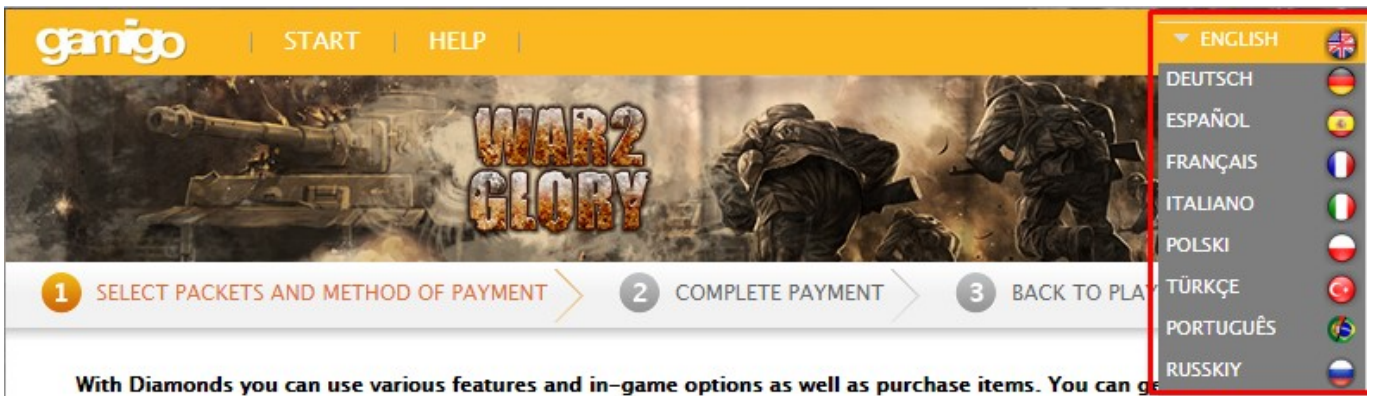 gamigo | START | HELP |
ENGLISH
DEUTSCH
ESPAÑOL
FRANÇAIS
ITALIANO
POLSKI
TÜRKÇE
PORTUGUÊS
RUSSKIY
WAR2
GLORY
1 SELECT PACKETS AND METHOD OF PAYMENT
2 COMPLETE PAYMENT
3 BACK TO PLAY
With Diamonds you can use various features and in-game options as well as purchase items. You can